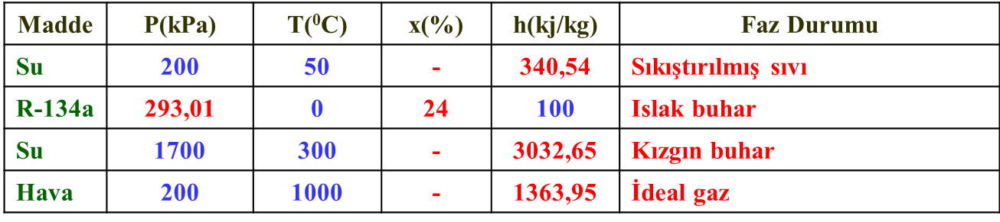 Madde P(kPa) T(⁰C) x(%) h(kj/kg) Faz Durumu
Su 200 50 - 340,54 Sıkıştırılmış sıvı
R-134a 293,01 0 24 100 Islak buhar
Su 1700 300 - 3032,65 Kızgın buhar
Hava 200 1000 - 1363,95 İdeal gaz